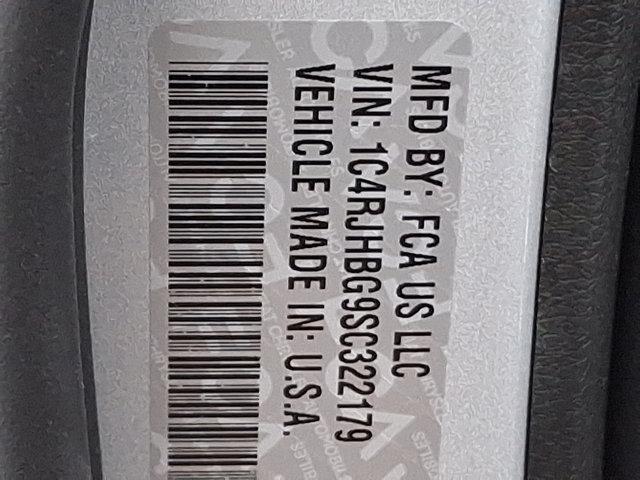 MFD BY: FCA US LLC
VIN: 1C4RJHBG9SC322179
VEHICLE MADE IN: U.S.A.